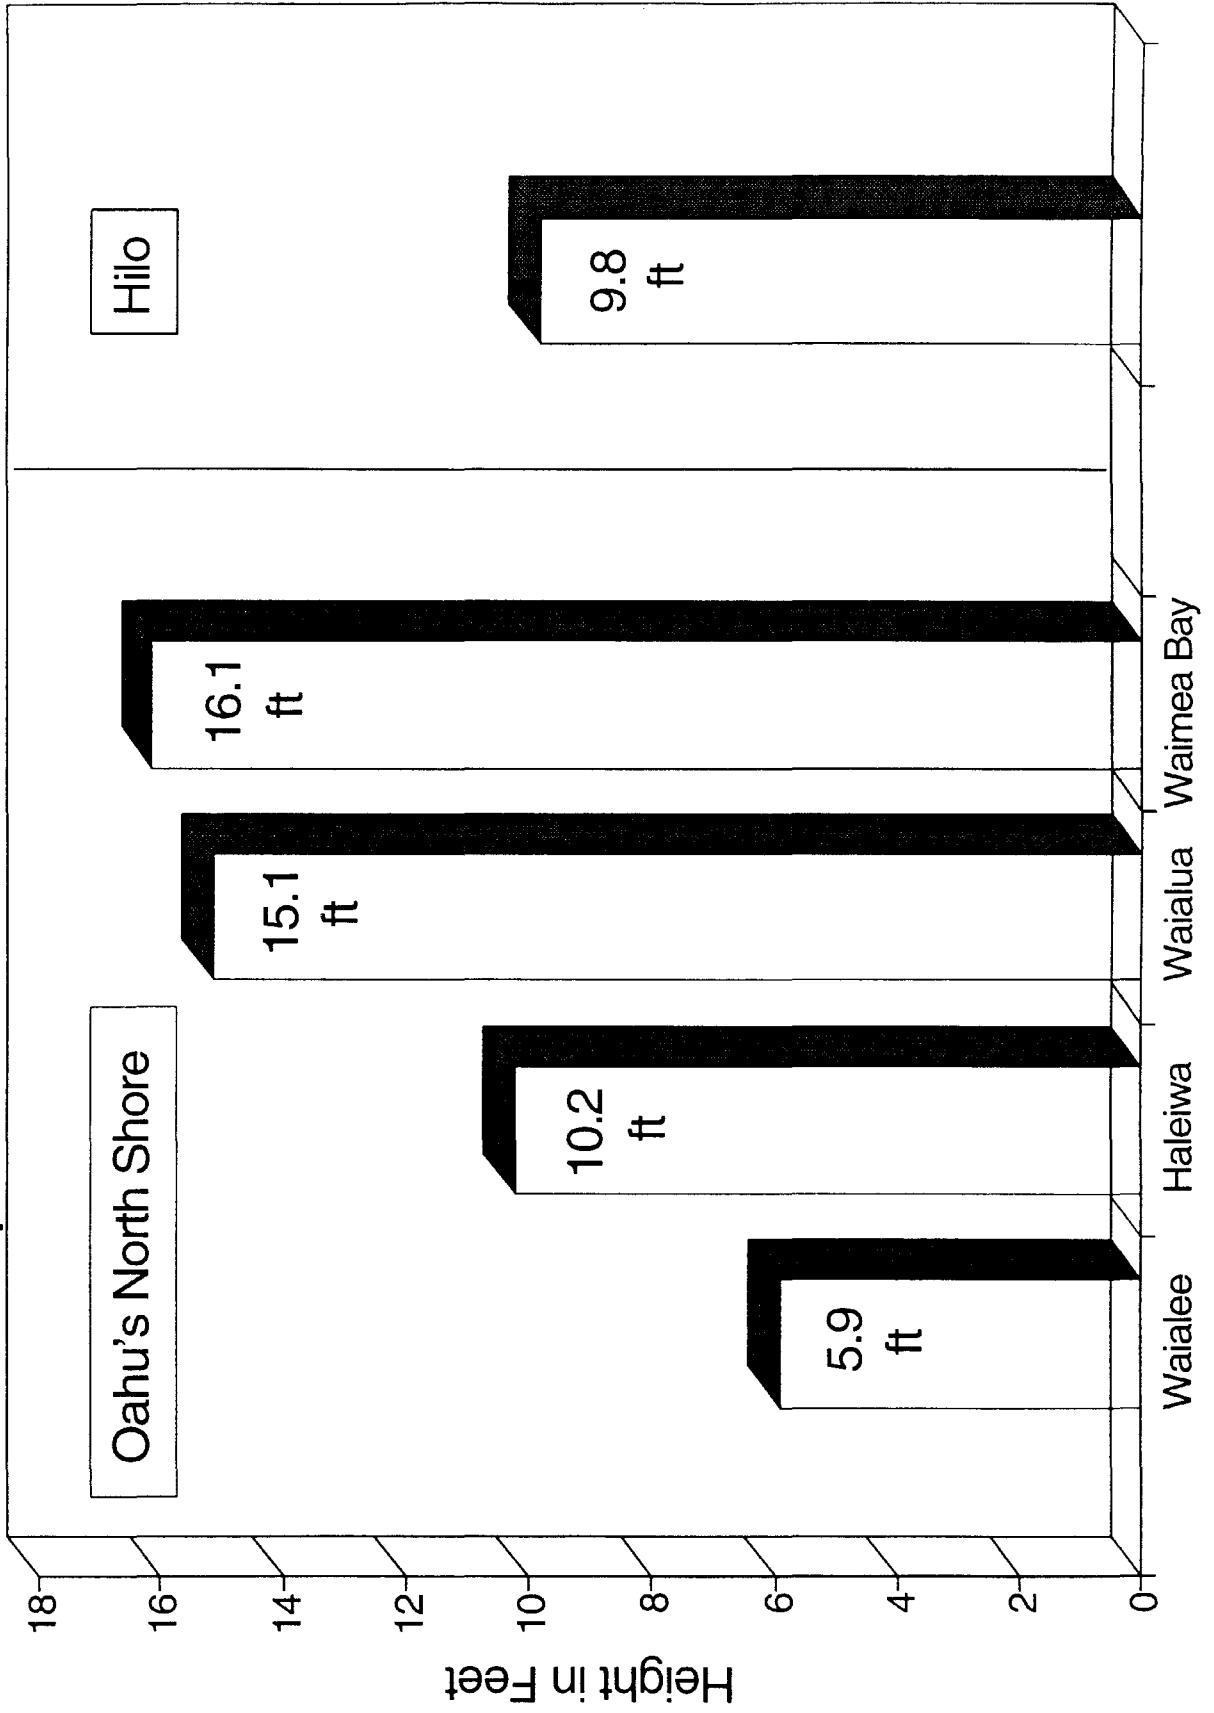 Oahu's North Shore
Hilo
Height in Feet
18
16
14
12
10
8
6
4
2
0
5.9
ft
10.2
ft
15.1
ft
16.1
ft
9.8
ft
Waialee
Haleiwa
Waialua
Waimea Bay